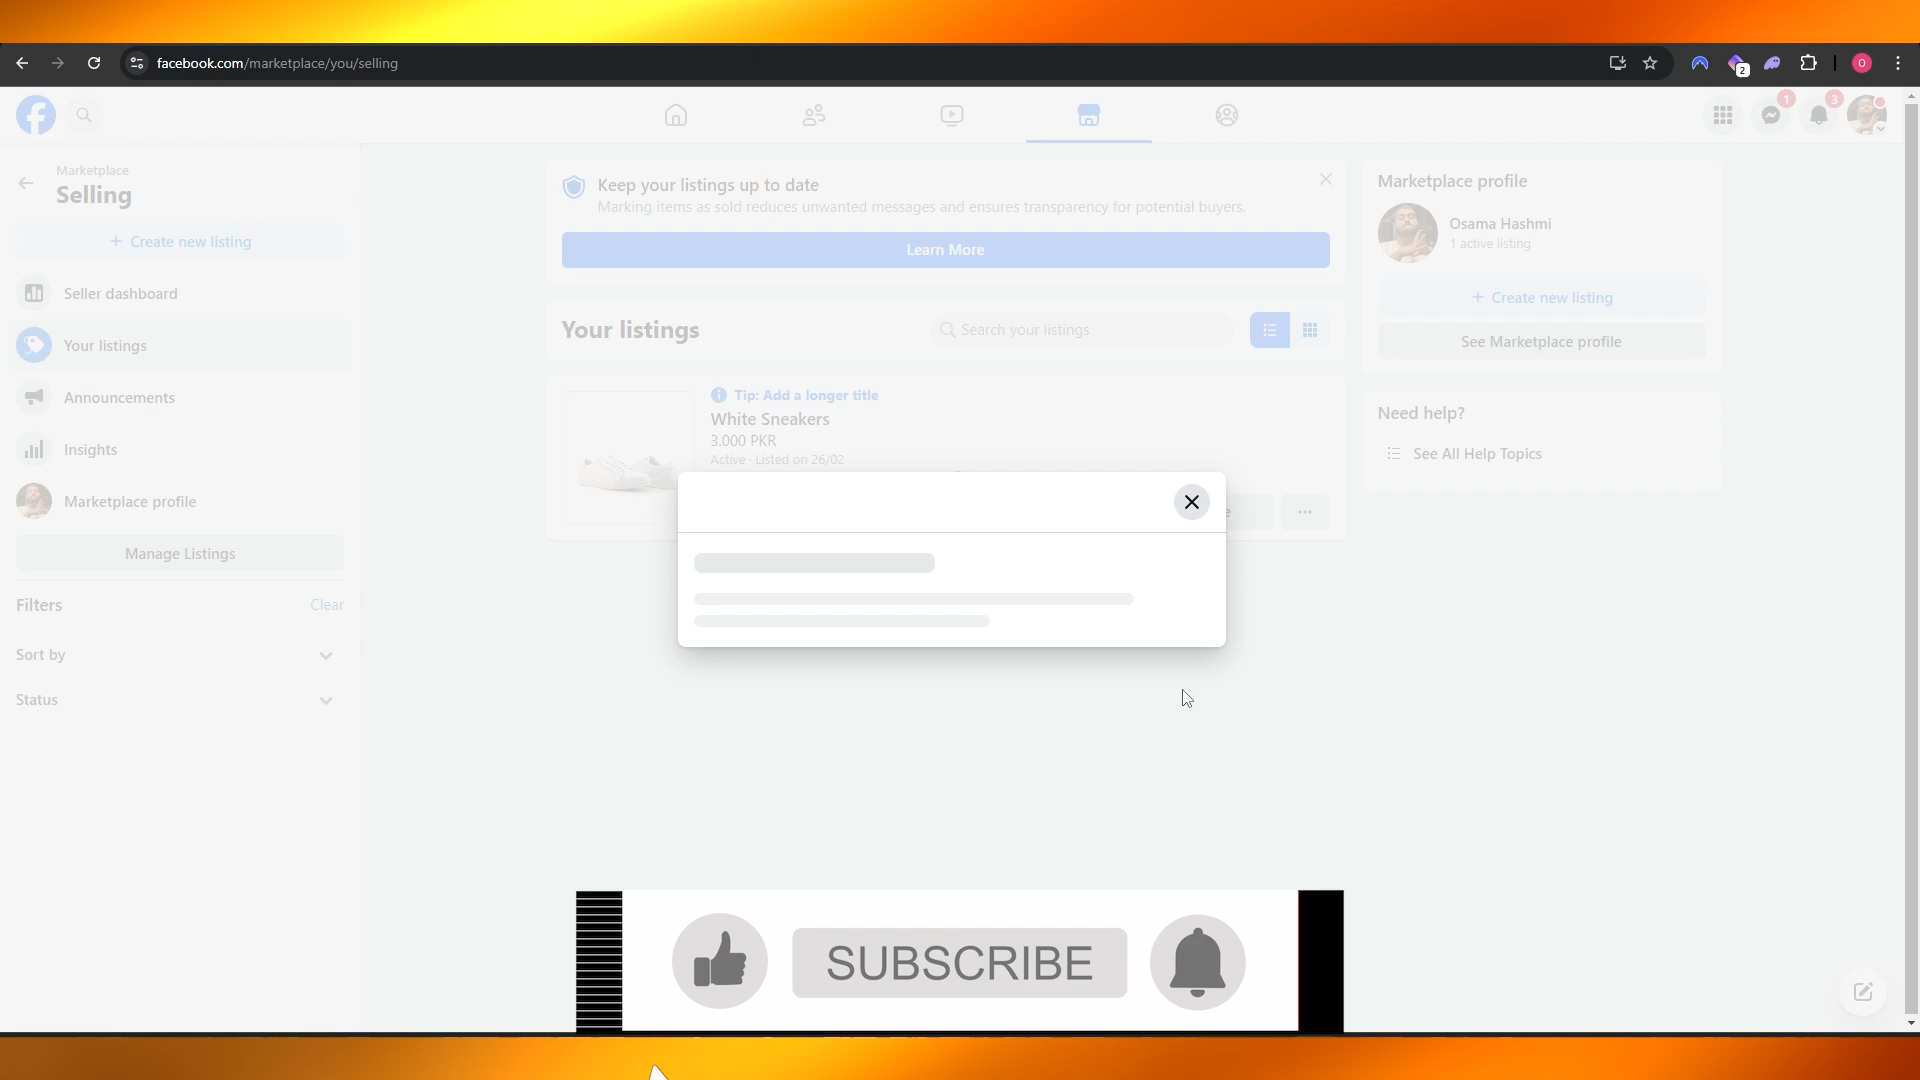 facebook.com/marketplace/you/selling
2
O
1
3
Marketplace
Selling
+ Create new listing
Seller dashboard
Your listings
Announcements
Insights
Marketplace profile
Manage Listings
Filters
Clear
Sort by
Status
Keep your listings up to date
Marking items as sold reduces unwanted messages and ensures transparency for potential buyers.
Learn More
Your listings
Search your listings
Tip: Add a longer title
White Sneakers
3.000 PKR
Active · Listed on 26/02
Marketplace profile
Osama Hashmi
1 active listing
+ Create new listing
See Marketplace profile
Need help?
See All Help Topics
SUBSCRIBE